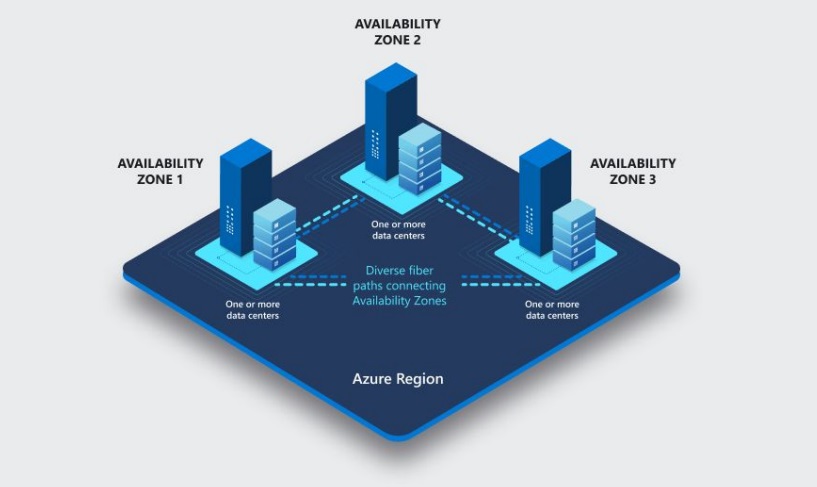 AVAILABILITY
ZONE 2
AVAILABILITY
ZONE 1
AVAILABILITY
ZONE 3
One or more
data centers
Diverse fiber
paths connecting
Availability Zones
One or more
data centers
One or more
data centers
Azure Region